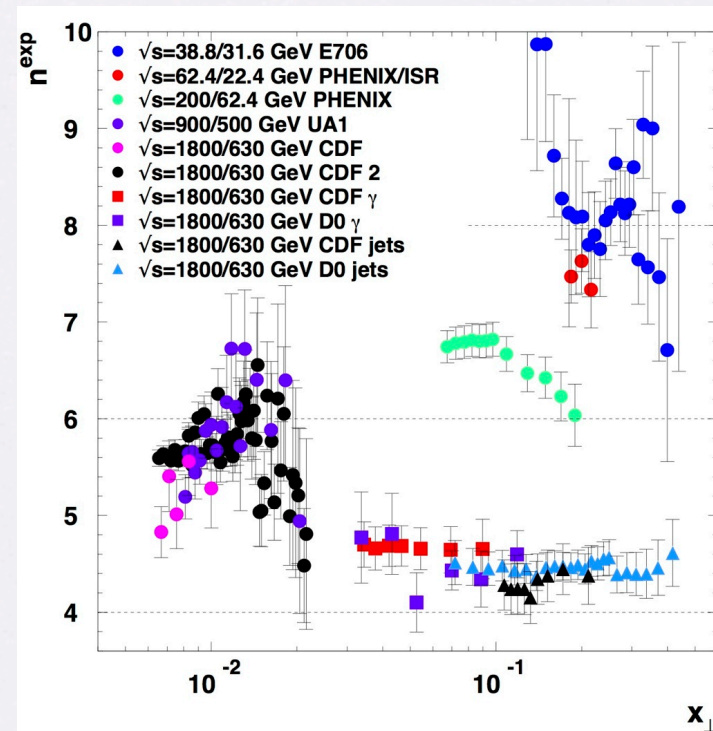 n^exp
10
9
8
7
6
5
4
√s=38.8/31.6 GeV E706
√s=62.4/22.4 GeV PHENIX/ISR
√s=200/62.4 GeV PHENIX
√s=900/500 GeV UA1
√s=1800/630 GeV CDF
√s=1800/630 GeV CDF 2
√s=1800/630 GeV CDF γ
√s=1800/630 GeV D0 γ
√s=1800/630 GeV CDF jets
√s=1800/630 GeV D0 jets
10^-2 10^-1
x_⊥